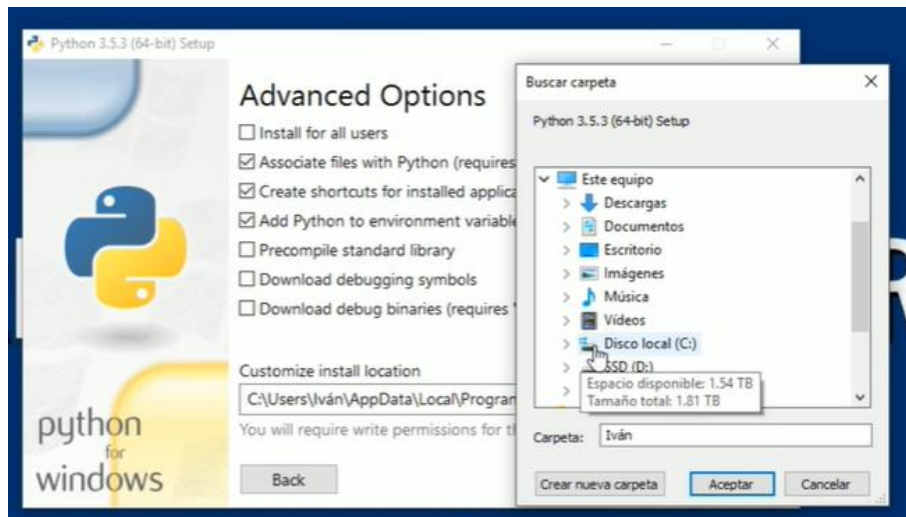 Python 3.5.3 (64-bit) Setup
Advanced Options
Install for all users
Associate files with Python (requires
Create shortcuts for installed applica
Add Python to environment variable
Precompile standard library
Download debugging symbols
Download debug binaries (requires
Customize install location
C:\Users\Iván\AppData\Local\Program
You will require write permissions for
Back
python
for
windows
Buscar carpeta
Python 3.5.3 (64-bit) Setup
Este equipo
Descargas
Documentos
Escritorio
Imágenes
Música
Vídeos
Disco local (C:)
SSD (D:)
Espacio disponible: 1.54 TB
Tamaño total: 1.81 TB
Carpeta: Iván
Crear nueva carpeta Aceptar Cancelar